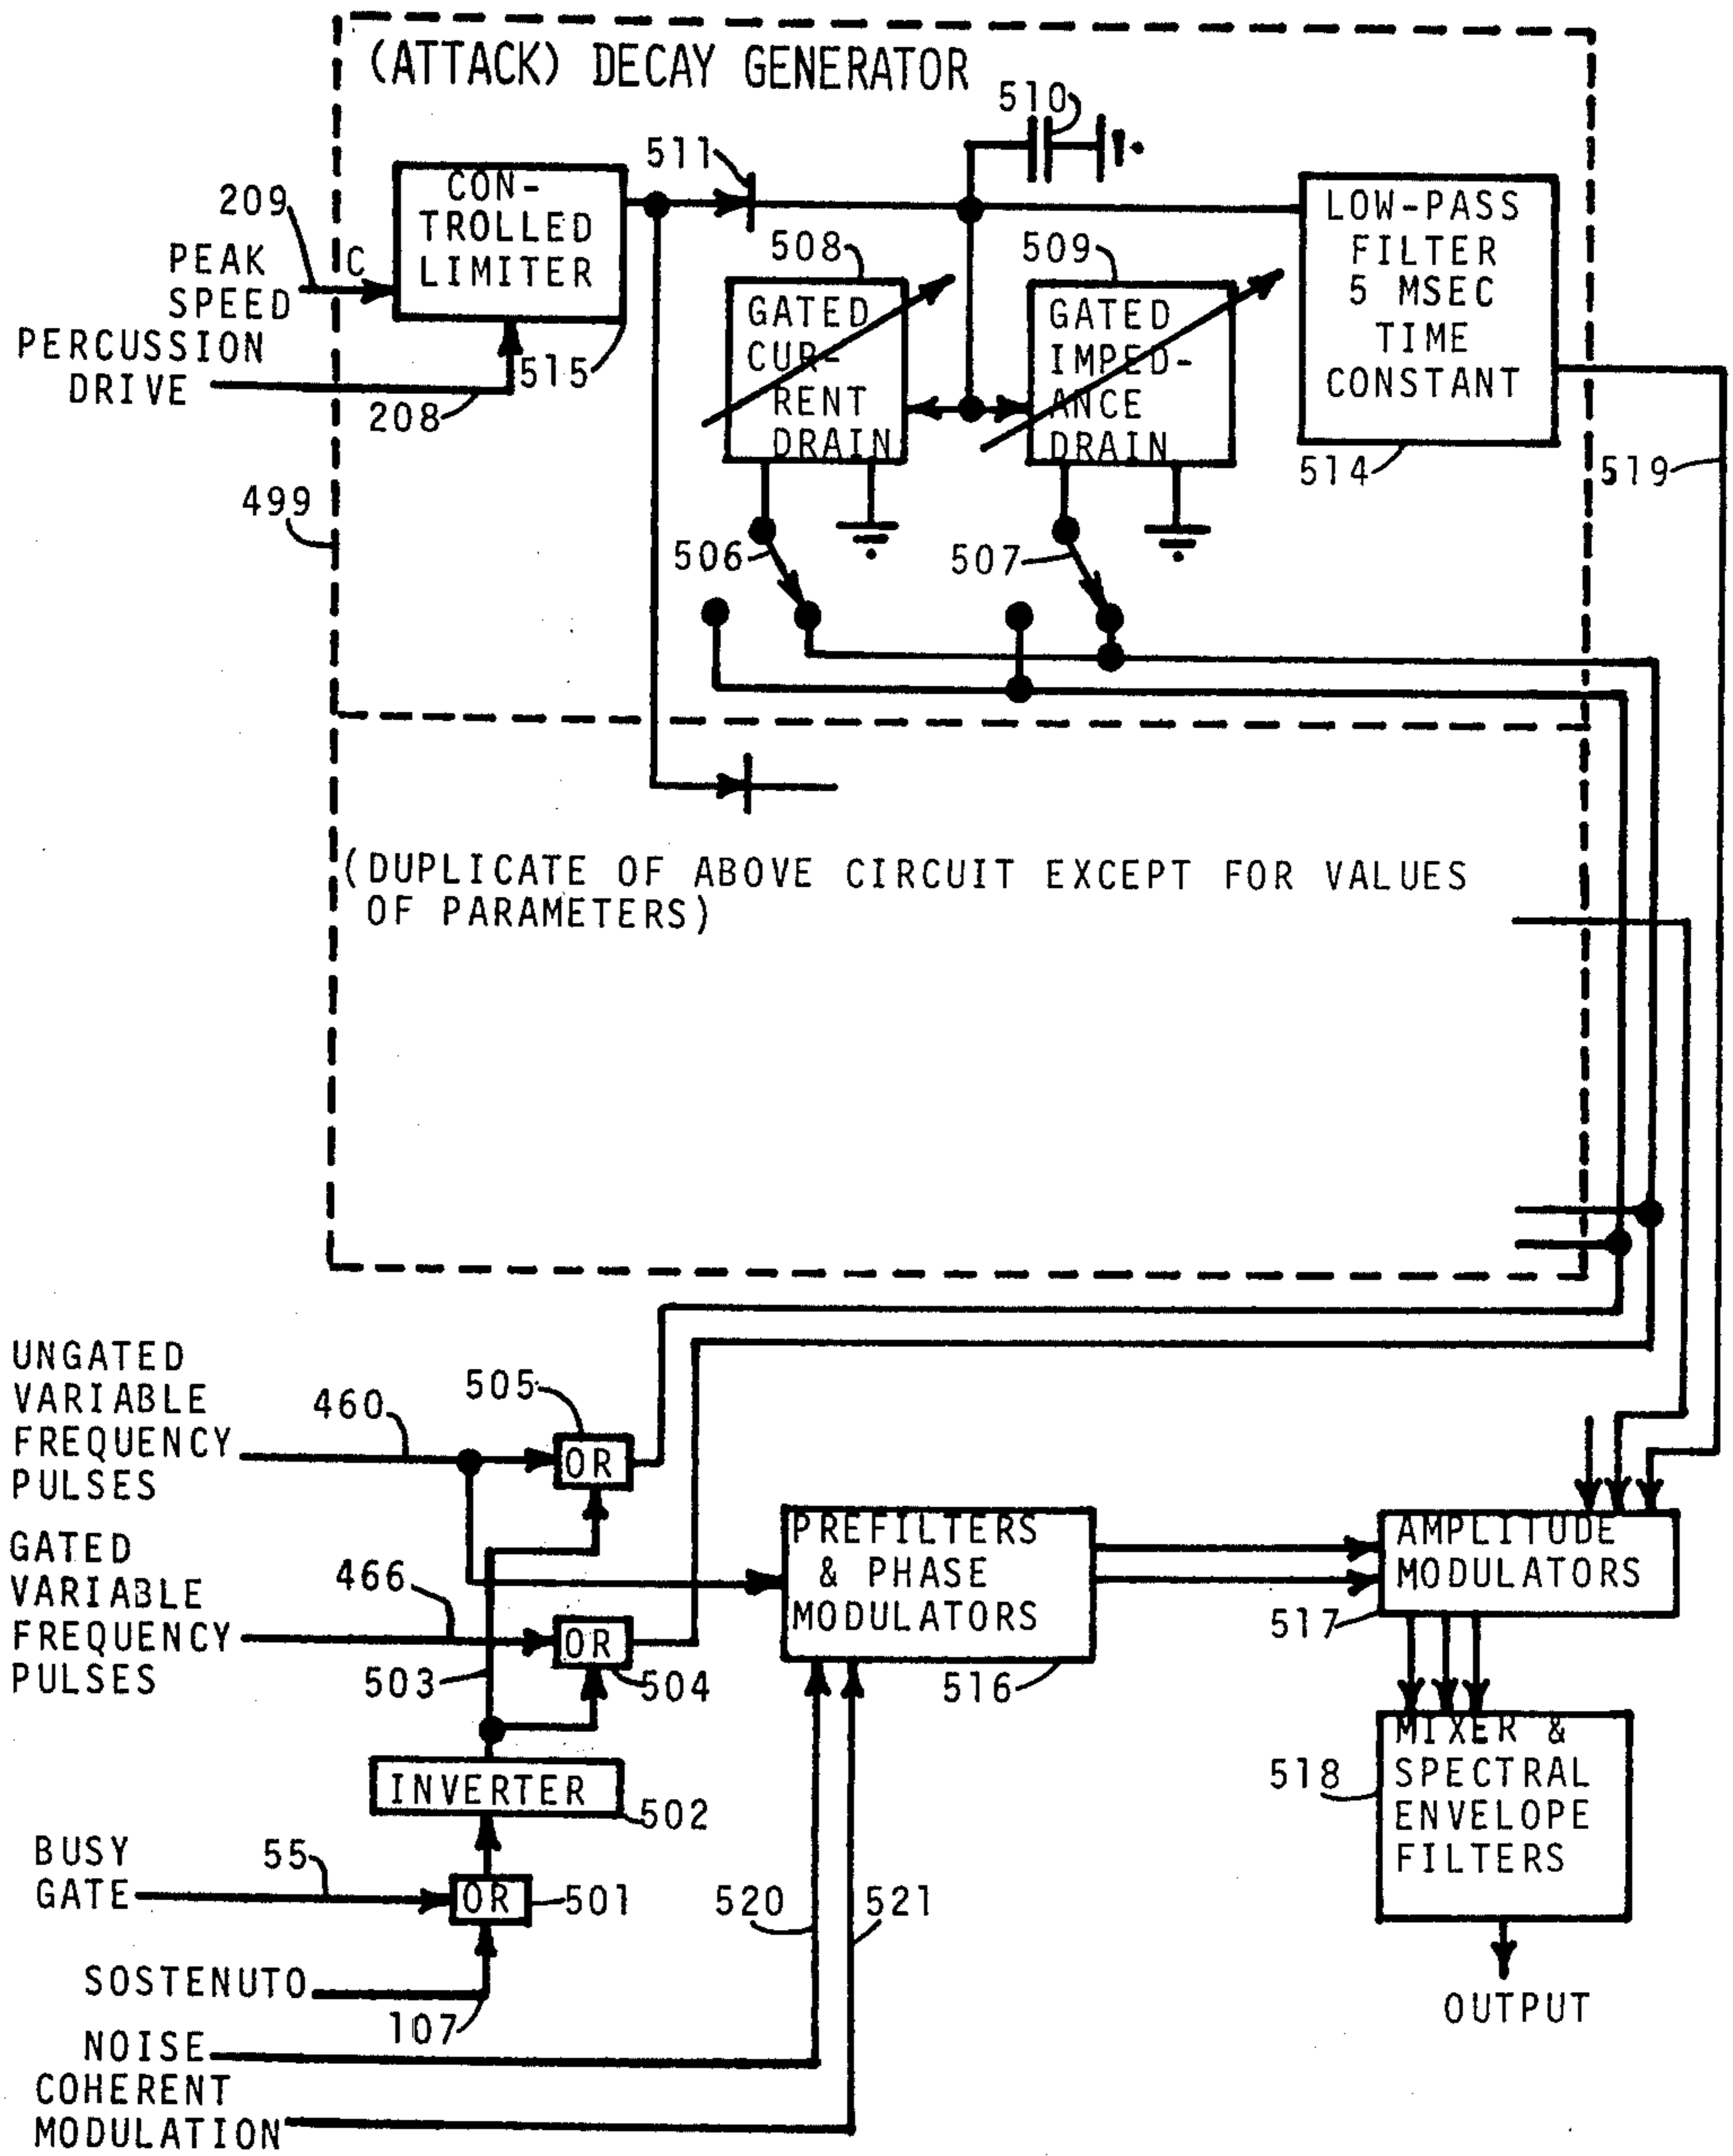 (ATTACK) DECAY GENERATOR
510
511
CON-
TROLLED
LIMITER
209
PEAK
SPEED
C
PERCUSSION
DRIVE
208
515
508
GATED
CUR-
RENT
DRAIN
509
GATED
IMPED-
ANCE
DRAIN
LOW-PASS
FILTER
5 MSEC
TIME
CONSTANT
514
519
499
506
507
(DUPLICATE OF ABOVE CIRCUIT EXCEPT FOR VALUES
OF PARAMETERS)
UNGATED
VARIABLE
FREQUENCY
PULSES
460
505
OR
GATED
VARIABLE
FREQUENCY
PULSES
466
OR
503
504
PREFILTERS
& PHASE
MODULATORS
516
AMPLITUDE
MODULATORS
517
INVERTER
502
MIXER &
SPECTRAL
ENVELOPE
FILTERS
518
BUSY
GATE
55
OR
501
520
521
SOSTENUTO
107
OUTPUT
NOISE
COHERENT
MODULATION